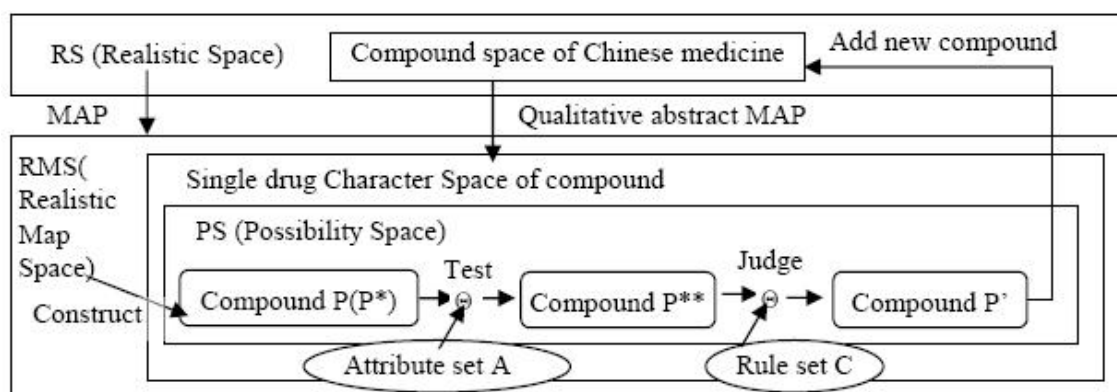 RS (Realistic Space)
Compound space of Chinese medicine
Add new compound
MAP
Qualitative abstract MAP
RMS(
Realistic
Map
Space)
Construct
Single drug Character Space of compound
PS (Possibility Space)
Compound P(P*)
Test
Compound P**
Judge
Compound P’
Attribute set A
Rule set C